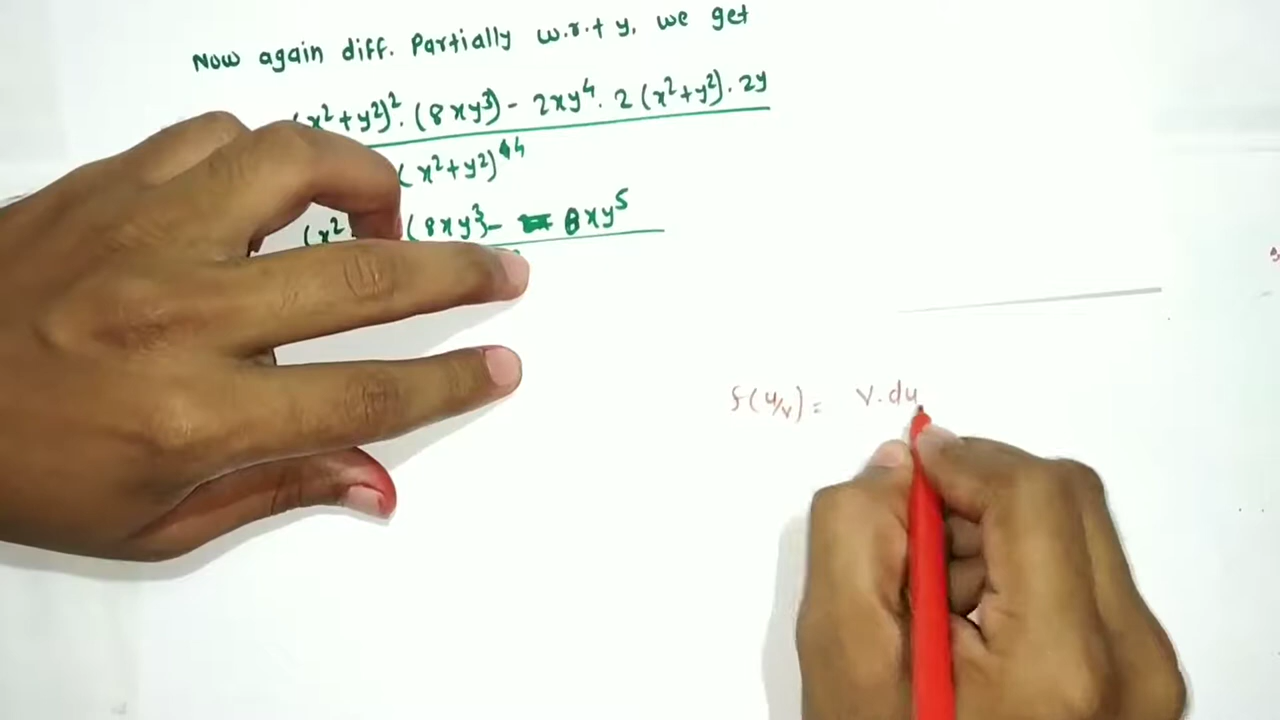 Now again diff. Partially w.r.t y, we get
(x²+y²)².(8xy³) - 2xy⁴. 2(x²+y²). 2y
(x²+y²)⁴
(x² (8xy³ - 8xy⁵
f(u/v) = v.du